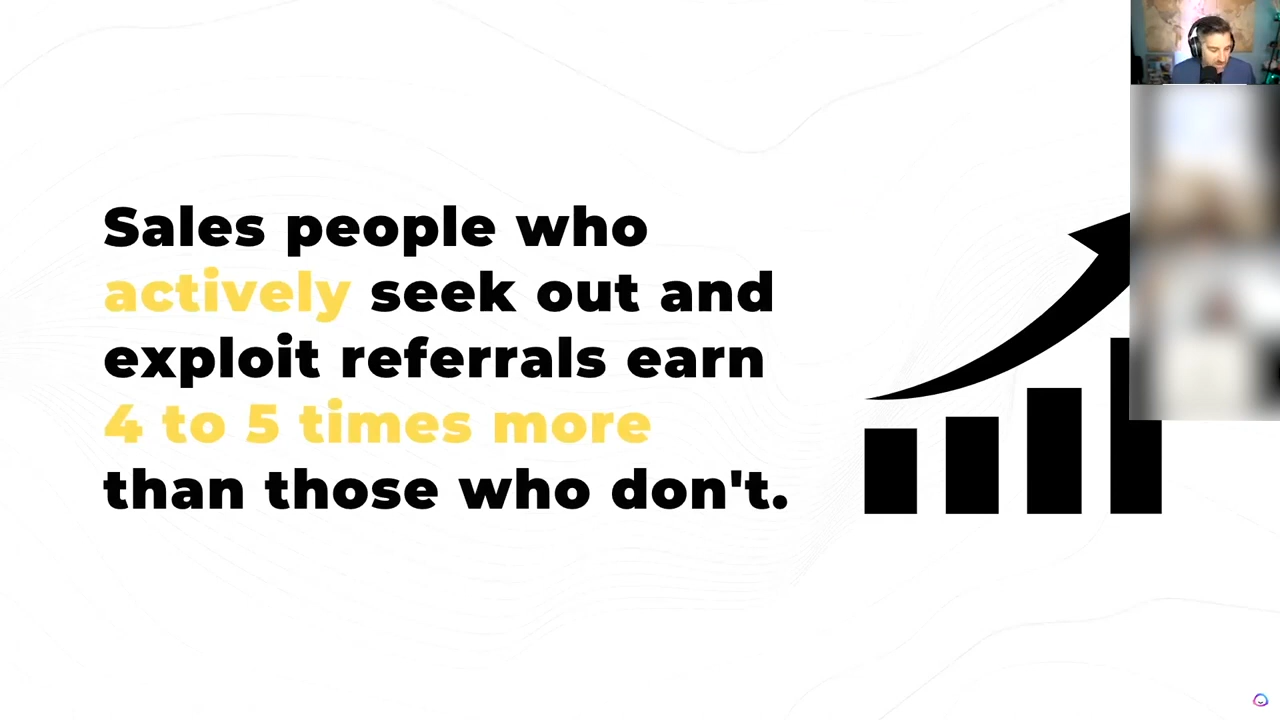 Sales people who
actively seek out and
exploit referrals earn
4 to 5 times more
than those who don't.